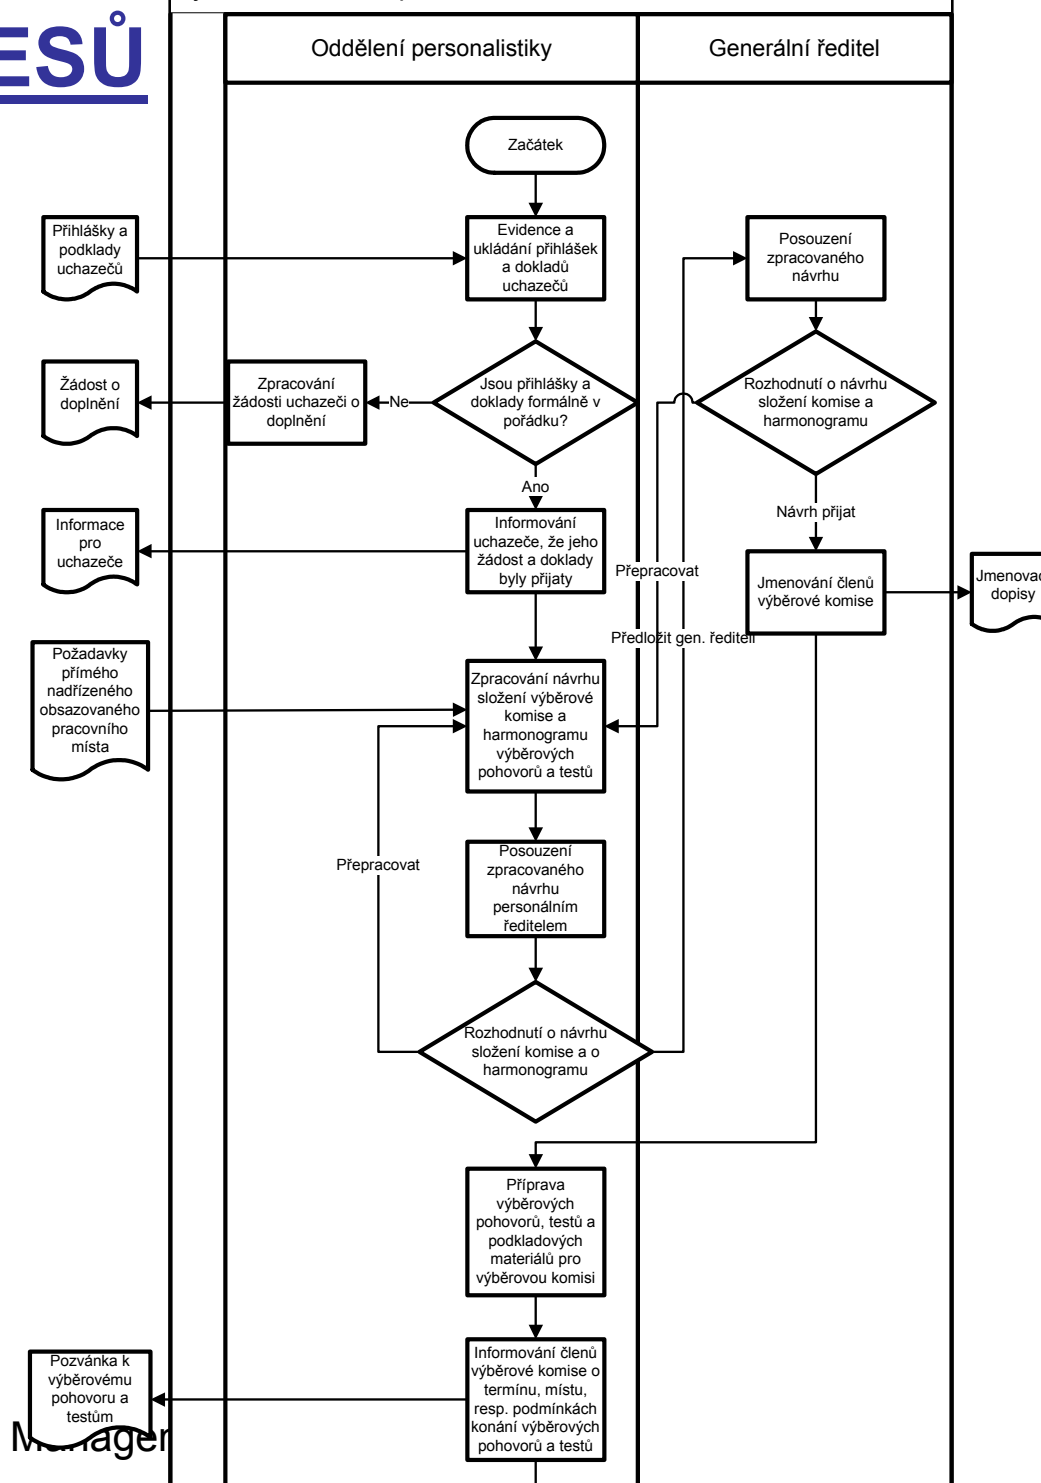 ESŮ
Oddělení personalistiky
Generální ředitel
Začátek
Přihlášky a
podklady
uchazečů
Evidence a
ukládání přihlášek
a dokladů
uchazečů
Posouzení
zpracovaného
návrhu
Žádost o
doplnění
Zpracování
žádosti uchazeči o
doplnění
Ne
Jsou přihlášky a
doklady formálně v
pořádku?
Rozhodnutí o návrhu
složení komise a
harmonogramu
Ano
Návrh přijat
Informace
pro
uchazeče
Informování
uchazeče, že jeho
žádost a doklady
byly přijaty
Přepracovat
Jmenování členů
výběrové komise
Jmenovac
dopisy
Předložit gen. řediteli
Požadavky
přímého
nadřízeného
obsazovaného
pracovního
místa
Zpracování návrhu
složení výběrové
komise a
harmonogramu
výběrových
pohovorů a testů
Přepracovat
Posouzení
zpracovaného
návrhu
personálním
ředitelem
Rozhodnutí o návrhu
složení komise a o
harmonogramu
Příprava
výběrových
pohovorů, testů a
podkladových
materiálů pro
výběrovou komisi
Pozvánka k
výběrovému
pohovoru a
testům
Informování členů
výběrové komise o
termínu, místu,
resp. podmínkách
konání výběrových
pohovorů a testů